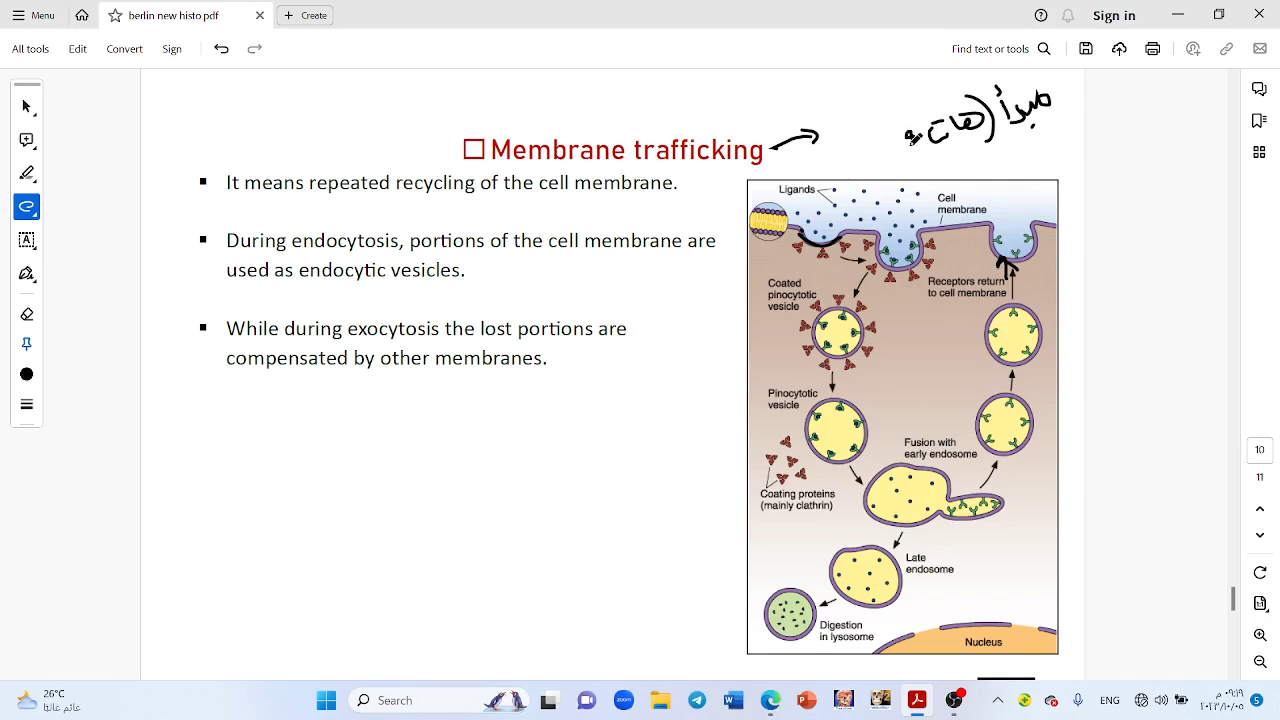 Menu
berlin new histo pdf
Create
Sign in
All tools
Edit
Convert
Sign
Find text or tools
مبدأ (هات
Membrane trafficking
It means repeated recycling of the cell membrane.
During endocytosis, portions of the cell membrane are
used as endocytic vesicles.
While during exocytosis the lost portions are
compensated by other membranes.
Ligands
Cell
membrane
Receptors return
to cell membrane
Coated
pinocytotic
vesicle
Pinocytotic
vesicle
Fusion with
early endosome
Coating proteins
(mainly clathrin)
Late
endosome
Digestion
in lysosome
Nucleus
10
11
26°C
Search
zoom
ENG
5